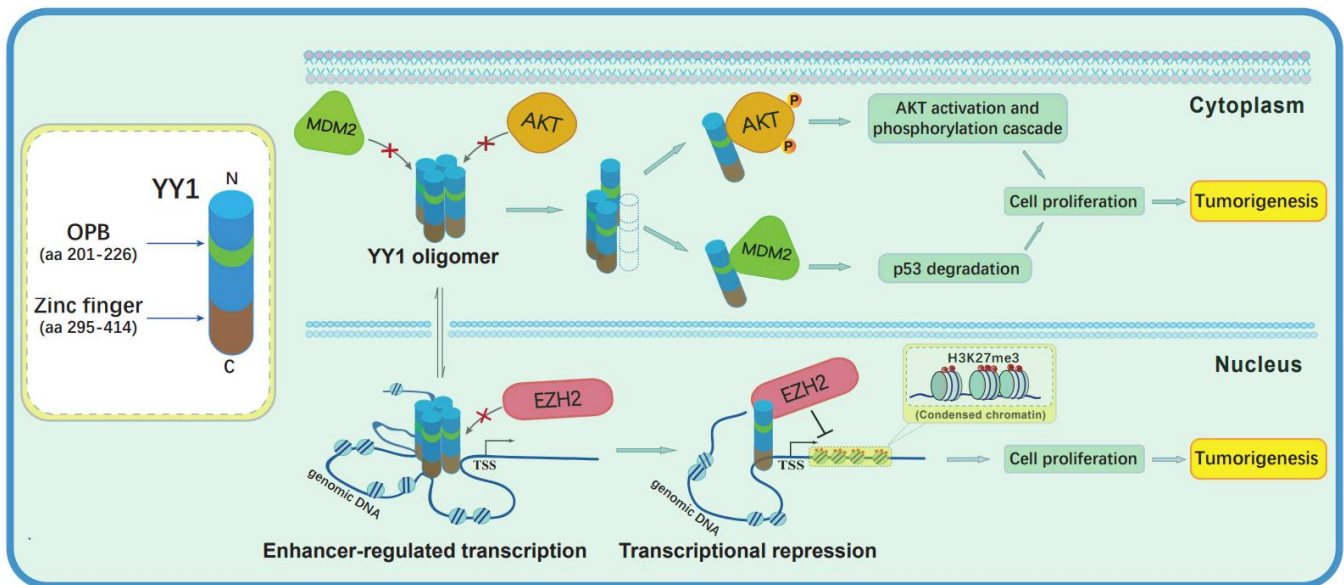 YY1
N
OPB
(aa 201-226)
Zinc finger
(aa 295-414)
C
Cytoplasm
MDM2
AKT
YY1 oligomer
AKT
P
P
MDM2
AKT activation and
phosphorylation cascade
p53 degradation
Cell proliferation
Tumorigenesis
Nucleus
EZH2
TSS
genomic DNA
Enhancer-regulated transcription
EZH2
TSS
genomic DNA
Transcriptional repression
H3K27me3
(Condensed chromatin)
Cell proliferation
Tumorigenesis